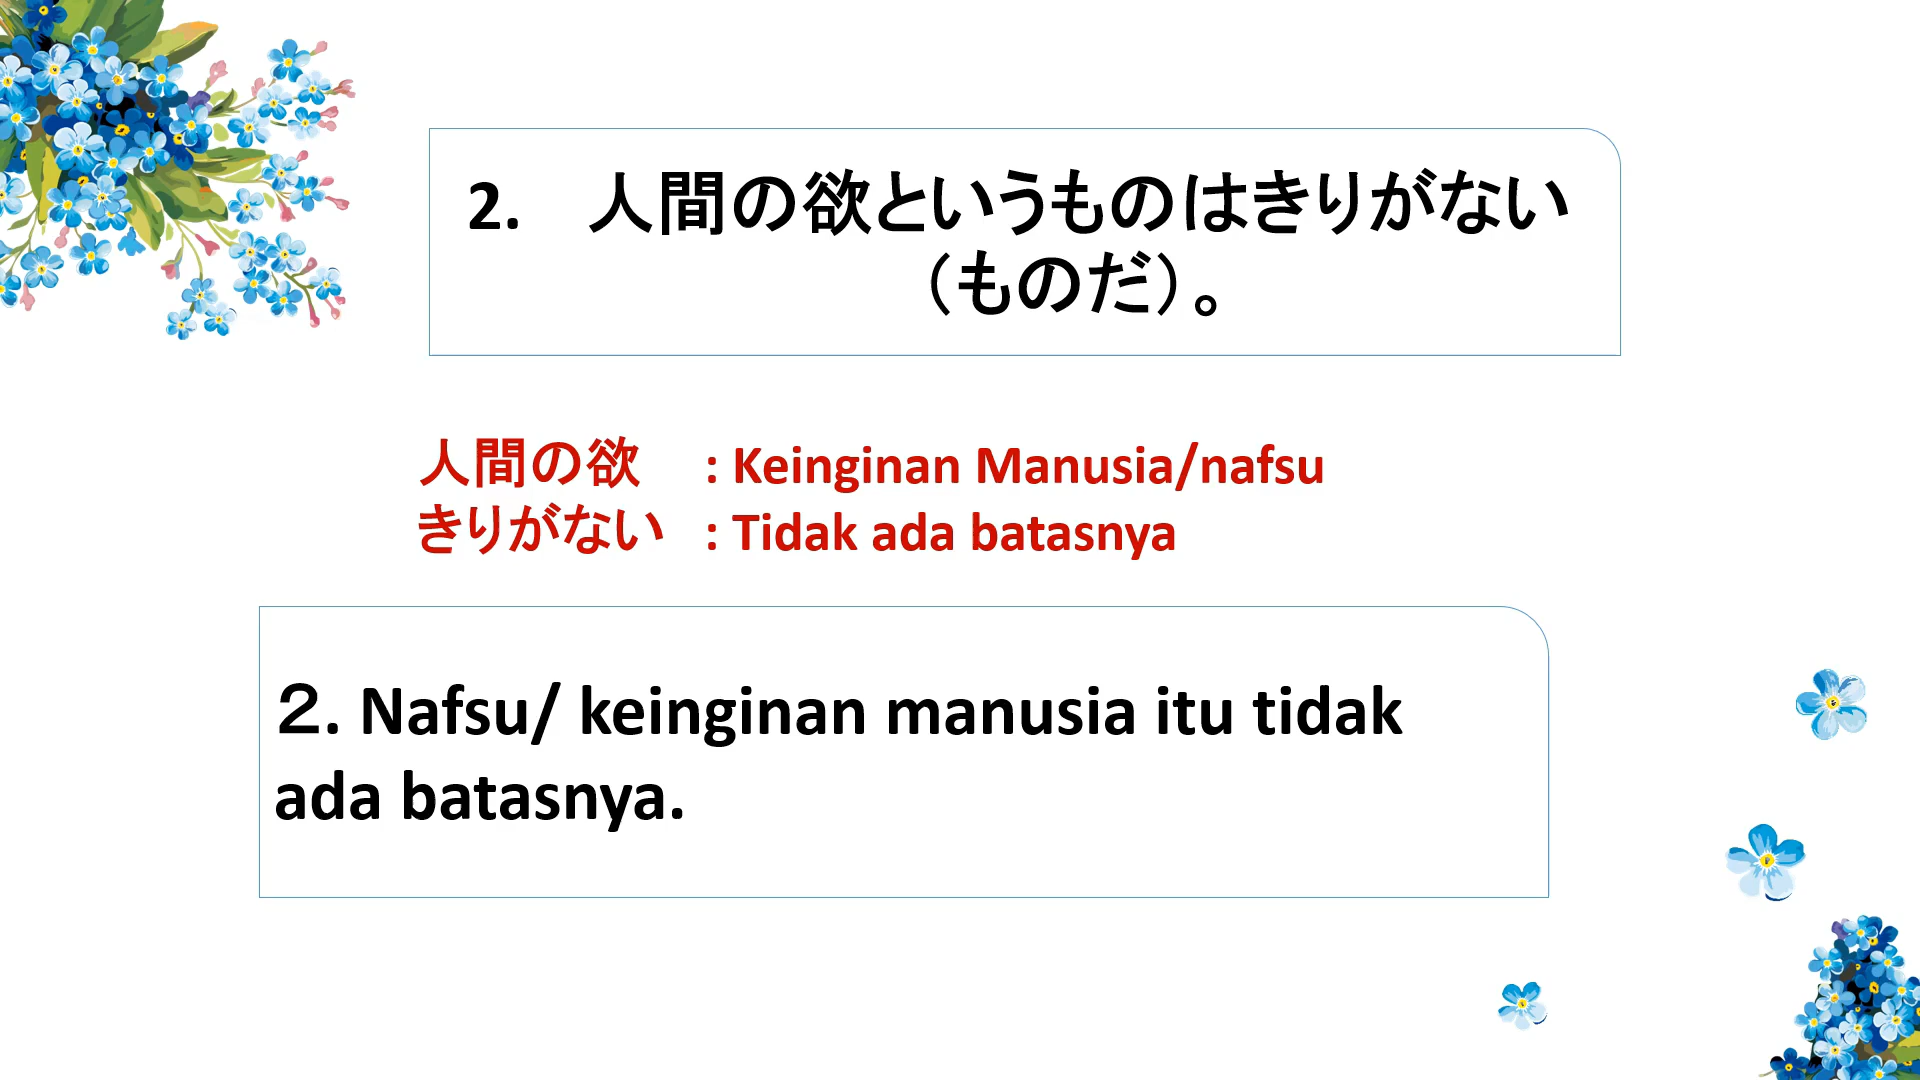 2.　人間の欲というものはきりがない
（ものだ）。
人間の欲　: Keinginan Manusia/nafsu
きりがない　: Tidak ada batasnya
２. Nafsu/ keinginan manusia itu tidak
ada batasnya.